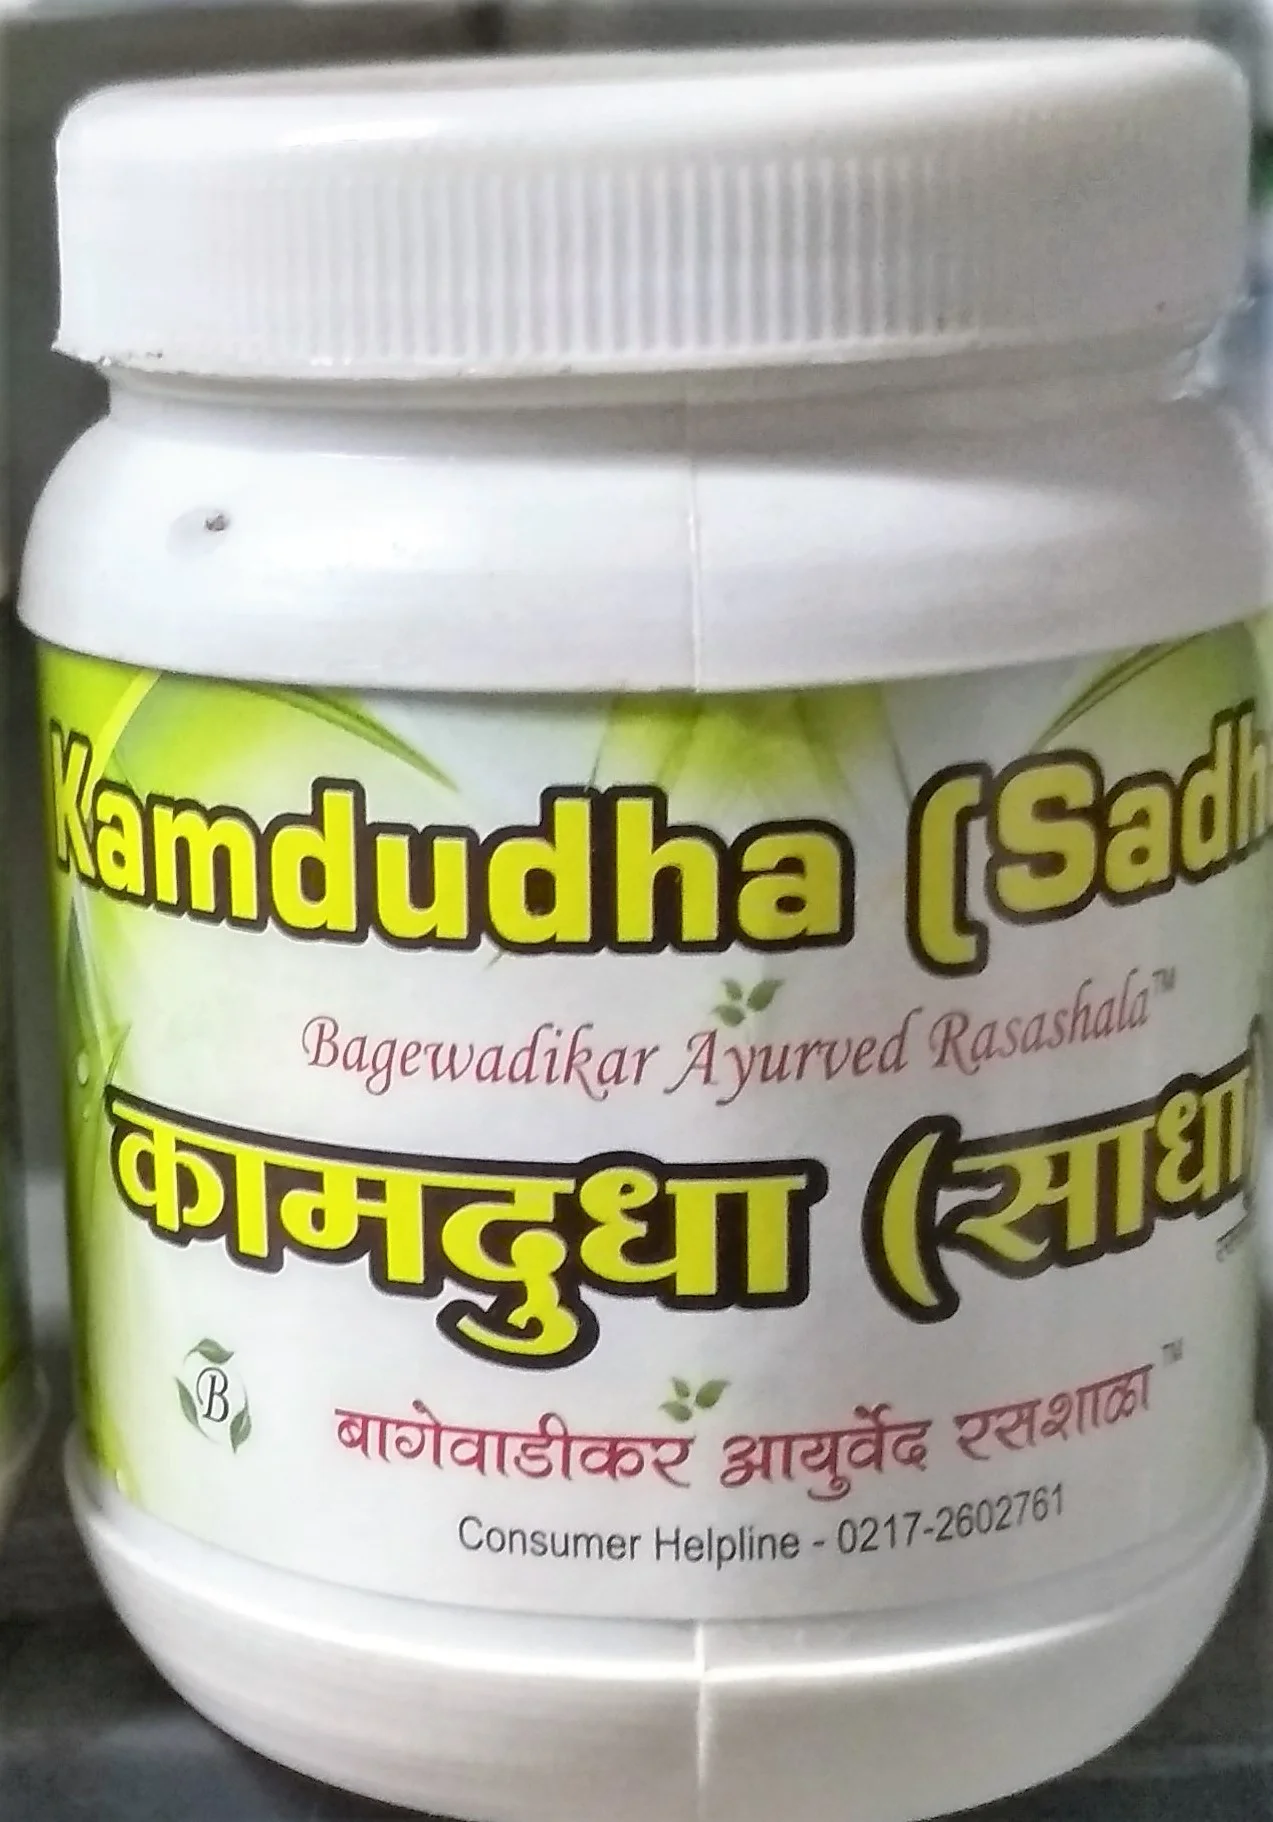 Kamdudha (Sadh
Bagewadikar Ayurved Rasashala™
कामदुधा (साधा)
B
बागेवाडीकर आयुर्वेद रसशाळा™
Consumer Helpline - 0217-2602761